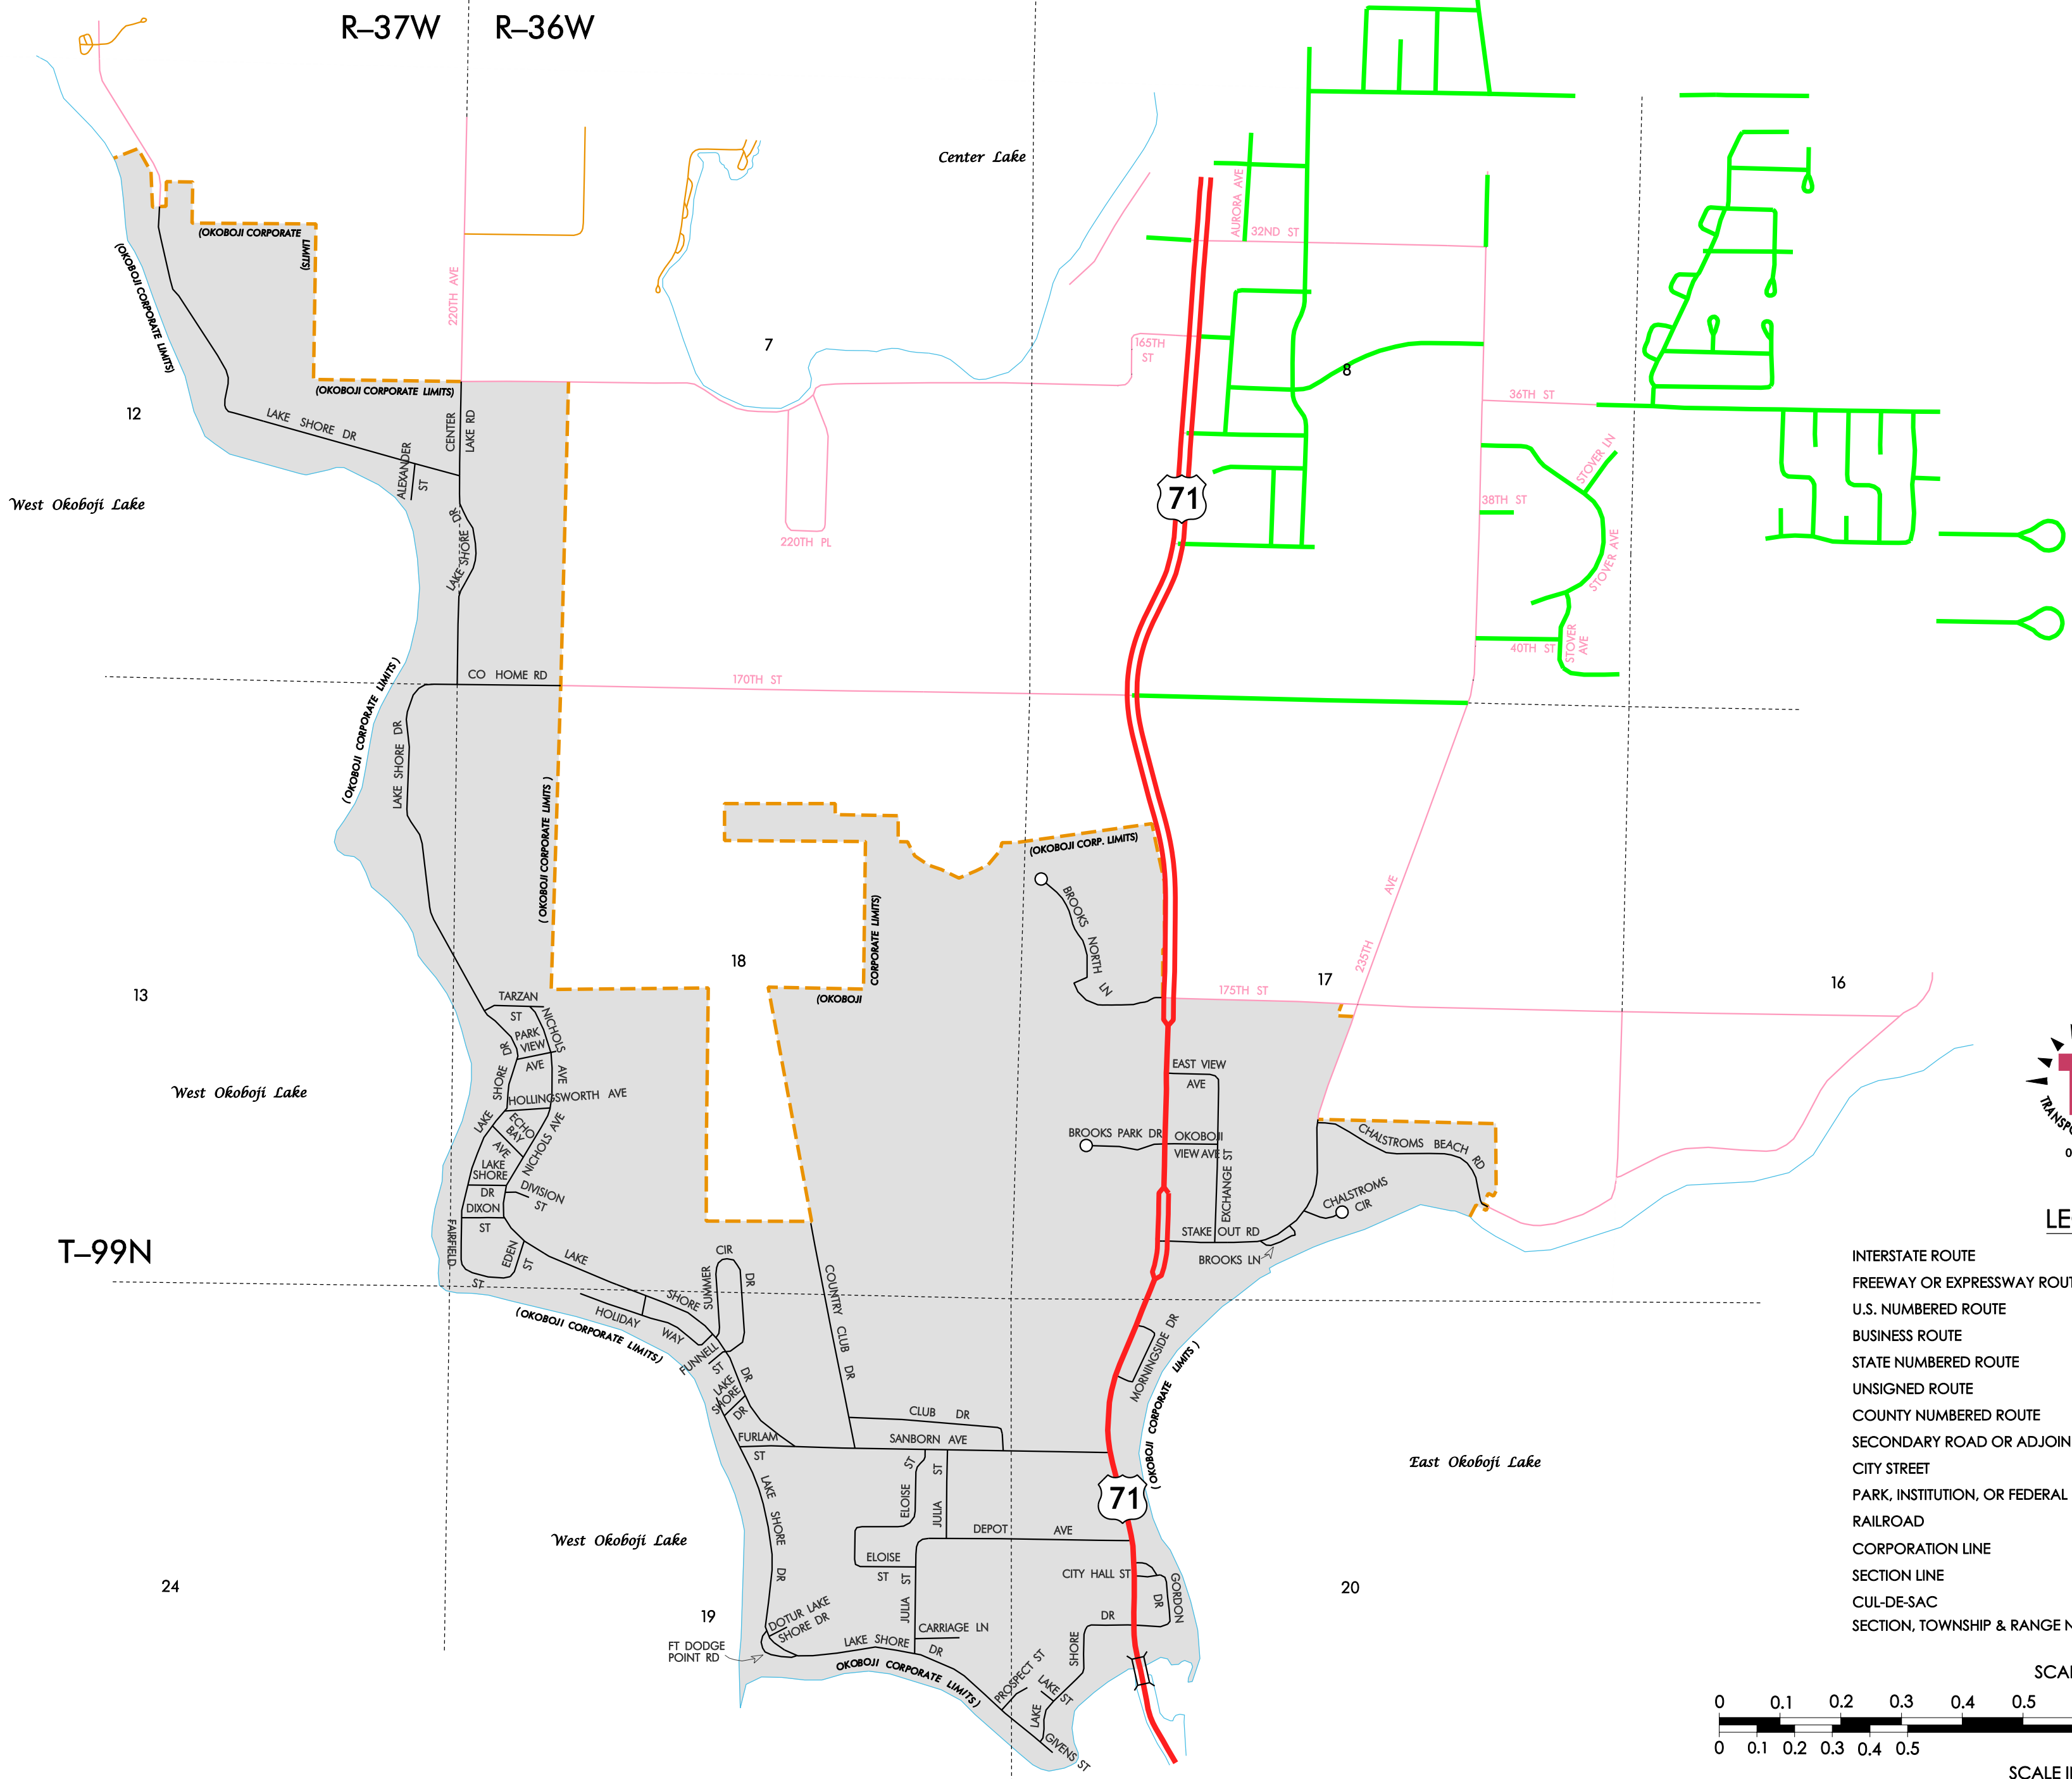 R–37W
R–36W
Center Lake
AURORA AVE
32ND ST
(OKOBOJI CORPORATE
LIMITS)
(OKOBOJI CORPORATE LIMITS)
220TH AVE
7
165TH
ST
8
(OKOBOJI CORPORATE LIMITS)
36TH ST
12
LAKE SHORE DR
CENTER
LAKE RD
ALEXANDER
ST
STOVER LN
West Okoboji Lake
71
38TH ST
LAKE SHORE DR
220TH PL
STOVER AVE
40TH ST
STOVER
AVE
CO HOME RD
170TH ST
(OKOBOJI CORPORATE LIMITS)
LAKE SHORE DR
(OKOBOJI CORPORATE LIMITS)
(OKOBOJI CORP. LIMITS)
BROOKS NORTH LN
CORPORATE LIMITS)
(OKOBOJI
235TH AVE
18
17
16
13
175TH ST
TARZAN
ST
NICHOLS AVE
PARK
VIEW
AVE
LAKE SHORE DR
HOLLINGSWORTH AVE
ECHO
BAY
AVE
NICHOLS AVE
West Okoboji Lake
EAST VIEW
AVE
BROOKS PARK DR
OKOBOJI
VIEW AVE
EXCHANGE ST
CHALSTROMS BEACH RD
CHALSTROMS
CIR
LAKE
SHORE
DR
DIVISION
ST
DIXON
ST
FAIRFIELD
ST
EDEN
ST
STAKE OUT RD
BROOKS LN
T–99N
LAKE SHORE DR
SUMMER
CIR
DR
HOLIDAY WAY
(OKOBOJI CORPORATE LIMITS)
FUNNELL
ST
COUNTRY CLUB DR
MORNINGSIDE DR
(OKOBOJI CORPORATE LIMITS)
LAKE
SHORE
DR
CLUB DR
FURLAM
ST
SANBORN AVE
East Okoboji Lake
ELOISE ST
JULIA ST
71
LAKE SHORE DR
DEPOT AVE
West Okoboji Lake
ELOISE
ST
JULIA ST
CITY HALL ST
GORDON
DR
24
19
20
DOTUR LAKE
SHORE DR
FT DODGE
POINT RD
CARRIAGE LN
LAKE SHORE DR
OKOBOJI CORPORATE LIMITS)
PROSPECT ST
LAKE ST
LAKE SHORE DR
GIVENS ST
LE
INTERSTATE ROUTE
FREEWAY OR EXPRESSWAY ROUT
U.S. NUMBERED ROUTE
BUSINESS ROUTE
STATE NUMBERED ROUTE
UNSIGNED ROUTE
COUNTY NUMBERED ROUTE
SECONDARY ROAD OR ADJOIN
CITY STREET
PARK, INSTITUTION, OR FEDERAL
RAILROAD
CORPORATION LINE
SECTION LINE
CUL-DE-SAC
SECTION, TOWNSHIP & RANGE N
SCAL
0 0.1 0.2 0.3 0.4 0.5
0 0.1 0.2 0.3 0.4 0.5
SCALE I